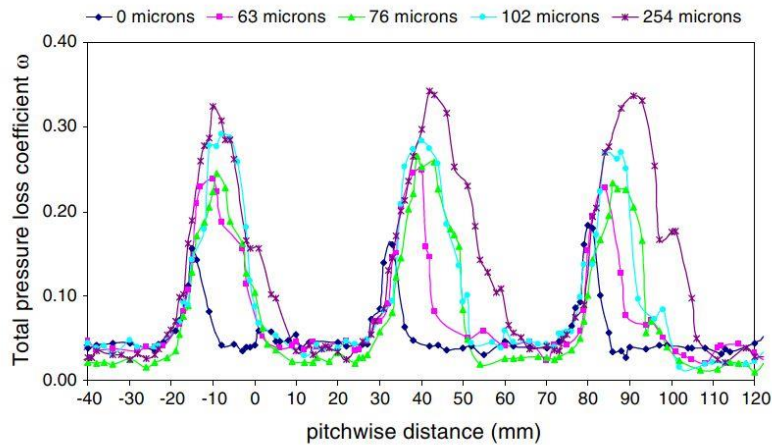 0 microns 63 microns 76 microns 102 microns 254 microns
Total pressure loss coefficient ω
0.40
0.30
0.20
0.10
0.00
-40 -30 -20 -10 0 10 20 30 40 50 60 70 80 90 100 110 120
pitchwise distance (mm)